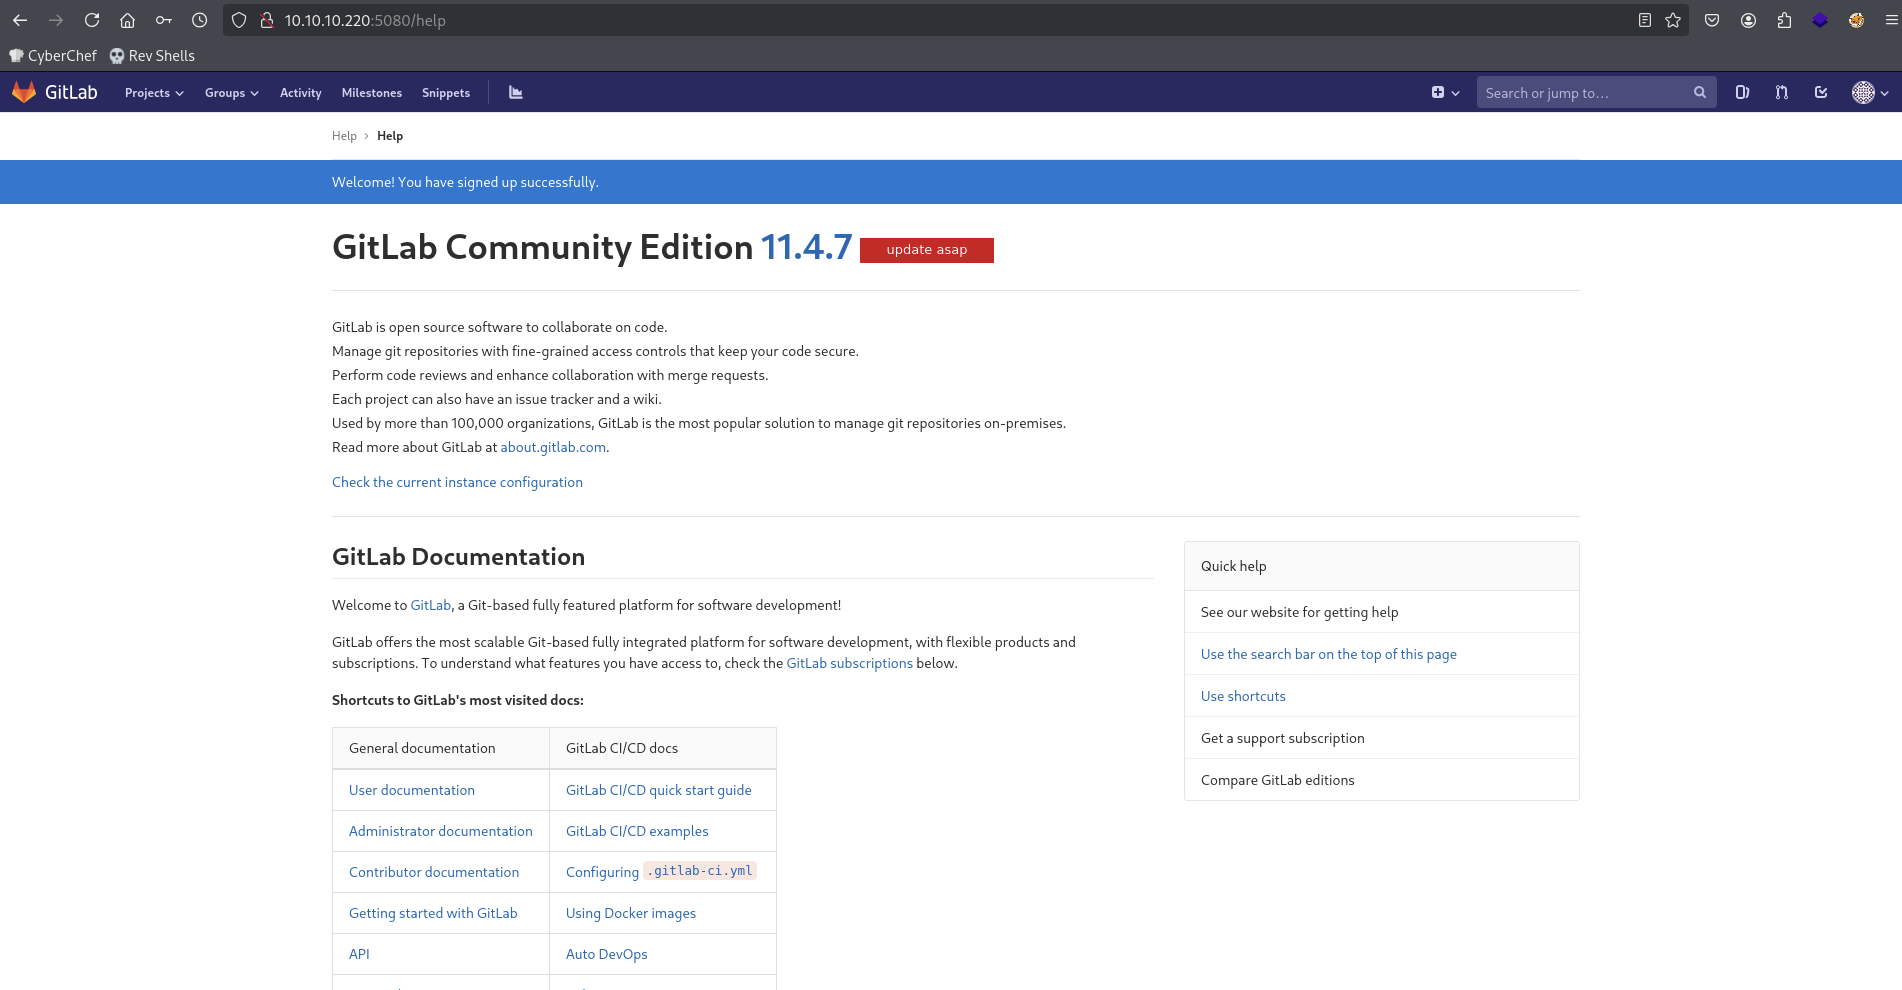 10.10.10.220:5080/help
CyberChef Rev Shells
GitLab Projects Groups Activity Milestones Snippets Search or jump to…
Help › Help
Welcome! You have signed up successfully.
GitLab Community Edition 11.4.7 update asap
GitLab is open source software to collaborate on code.
Manage git repositories with fine-grained access controls that keep your code secure.
Perform code reviews and enhance collaboration with merge requests.
Each project can also have an issue tracker and a wiki.
Used by more than 100,000 organizations, GitLab is the most popular solution to manage git repositories on-premises.
Read more about GitLab at about.gitlab.com.
Check the current instance configuration
GitLab Documentation
Welcome to GitLab, a Git-based fully featured platform for software development!
GitLab offers the most scalable Git-based fully integrated platform for software development, with flexible products and
subscriptions. To understand what features you have access to, check the GitLab subscriptions below.
Shortcuts to GitLab's most visited docs:
General documentation GitLab CI/CD docs
User documentation GitLab CI/CD quick start guide
Administrator documentation GitLab CI/CD examples
Contributor documentation Configuring .gitlab-ci.yml
Getting started with GitLab Using Docker images
API Auto DevOps
Quick help
See our website for getting help
Use the search bar on the top of this page
Use shortcuts
Get a support subscription
Compare GitLab editions